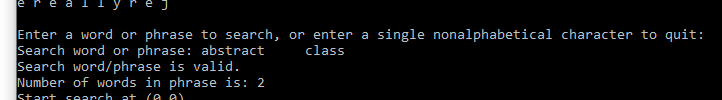 e r e a l l y r e j
Enter a word or phrase to search, or enter a single nonalphabetical character to quit:
Search word or phrase: abstract     class
Search word/phrase is valid.
Number of words in phrase is: 2
Start search at (0,0)